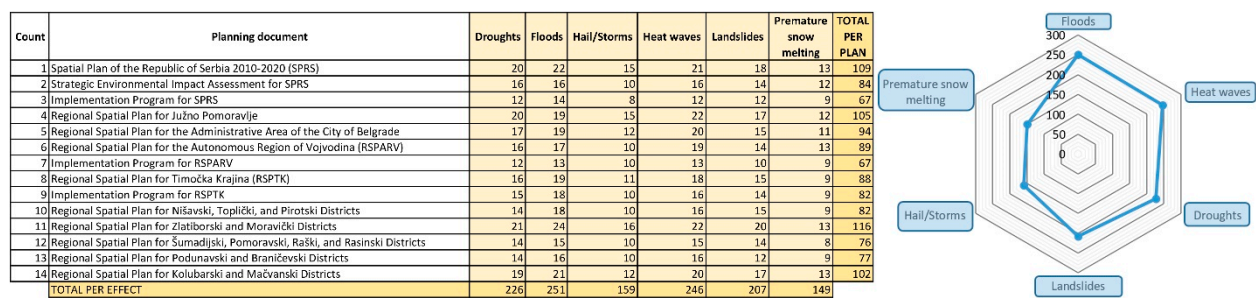 Count Planning document Droughts Floods Hail/Storms Heat waves Landslides Premature snow melting TOTAL PER PLAN
1 Spatial Plan of the Republic of Serbia 2010-2020 (SPRS) 20 22 15 21 18 13 109
2 Strategic Environmental Impact Assessment for SPRS 16 16 10 16 14 12 84
3 Implementation Program for SPRS 12 14 8 12 12 9 67
4 Regional Spatial Plan for Južno Pomoravlje 20 19 15 22 17 12 105
5 Regional Spatial Plan for the Administrative Area of the City of Belgrade 17 19 12 20 15 11 94
6 Regional Spatial Plan for the Autonomous Region of Vojvodina (RSPARV) 16 17 10 19 14 13 89
7 Implementation Program for RSPARV 12 13 10 13 10 9 67
8 Regional Spatial Plan for Timočka Krajina (RSPTK) 16 19 11 18 15 9 88
9 Implementation Program for RSPTK 15 18 10 16 14 9 82
10 Regional Spatial Plan for Nišavski, Toplički, and Pirotski Districts 14 18 10 16 15 9 82
11 Regional Spatial Plan for Zlatiborski and Moravički Districts 21 24 16 22 20 13 116
12 Regional Spatial Plan for Šumadijski, Pomoravski, Raški, and Rasinski Districts 14 15 10 15 14 8 76
13 Regional Spatial Plan for Podunavski and Braničevski Districts 14 16 10 16 12 9 77
14 Regional Spatial Plan for Kolubarski and Mačvanski Districts 19 21 12 20 17 13 102
TOTAL PER EFFECT 226 251 159 246 207 149
Floods
300
250
200
150
100
50
0
Heat waves
Droughts
Landslides
Hail/Storms
Premature snow
melting